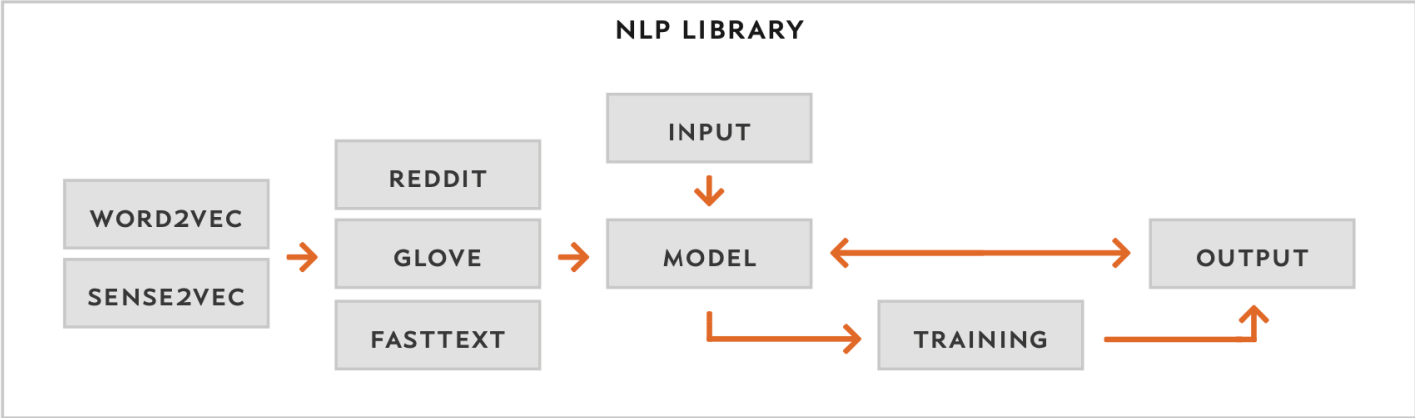 NLP LIBRARY
WORD2VEC
SENSE2VEC
REDDIT
GLOVE
FASTTEXT
INPUT
MODEL
TRAINING
OUTPUT